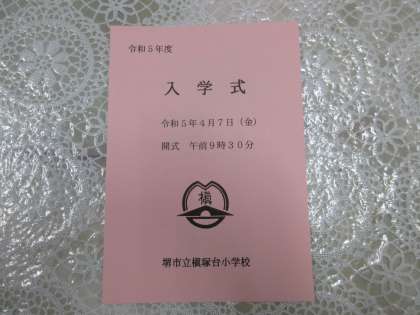 令和５年度
入学式
令和５年４月７日（金）
開式　午前９時３０分
槇
堺市立槇塚台小学校